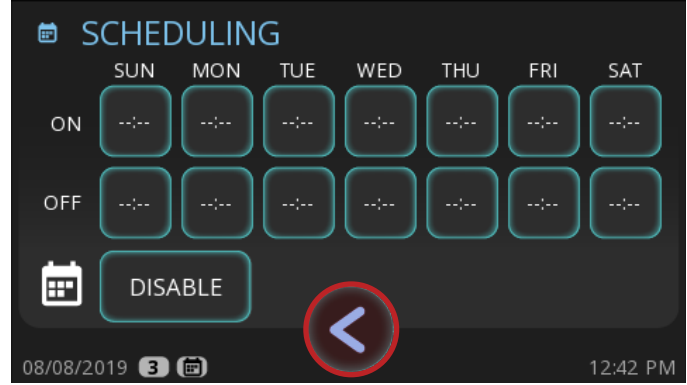 SCHEDULING
SUN MON TUE WED THU FRI SAT
ON --:-- --:-- --:-- --:-- --:-- --:-- --:--
OFF --:-- --:-- --:-- --:-- --:-- --:-- --:--
DISABLE
<
08/08/2019 3 12:42 PM